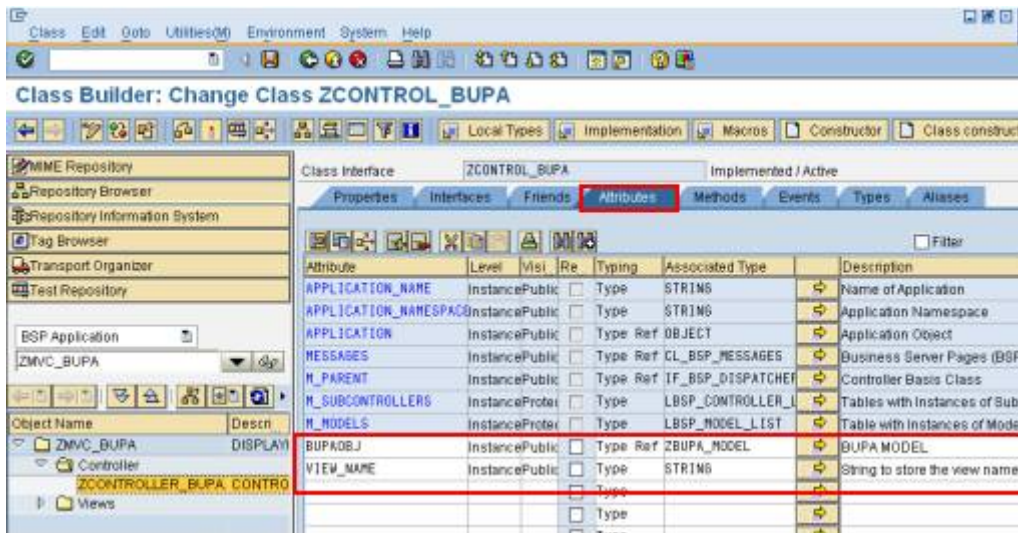 Class Edit Goto Utilities(M) Environment System Help
Class Builder: Change Class ZCONTROL_BUPA
Local Types Implementation Macros Constructor Class construct
MIME Repository
Repository Browser
Repository Information System
Tag Browser
Transport Organizer
Test Repository
BSP Application
ZMVC_BUPA
Object Name Descri
ZMVC_BUPA DISPLAYI
Controller
ZCONTROLLER_BUPA CONTRO
Views
Class Interface ZCONTROL_BUPA Implemented / Active
Properties Interfaces Friends Attributes Methods Events Types Aliases
Filter
Attribute Level Visi Re Typing Associated Type Description
APPLICATION_NAME Instance Public Type STRING Name of Application
APPLICATION_NAMESPACE Instance Public Type STRING Application Namespace
APPLICATION Instance Public Type Ref OBJECT Application Object
MESSAGES Instance Public Type Ref CL_BSP_MESSAGES Business Server Pages (BSP
M_PARENT Instance Public Type Ref IF_BSP_DISPATCHER Controller Basis Class
M_SUBCONTROLLERS Instance Protec Type LBSP_CONTROLLER_L Tables with Instances of Sub
M_MODELS Instance Protec Type LBSP_MODEL_LIST Table with Instances of Mode
BUPAOBJ Instance Public Type Ref ZBUPA_MODEL BUPA MODEL
VIEW_NAME Instance Public Type STRING String to store the view name
Type
Type